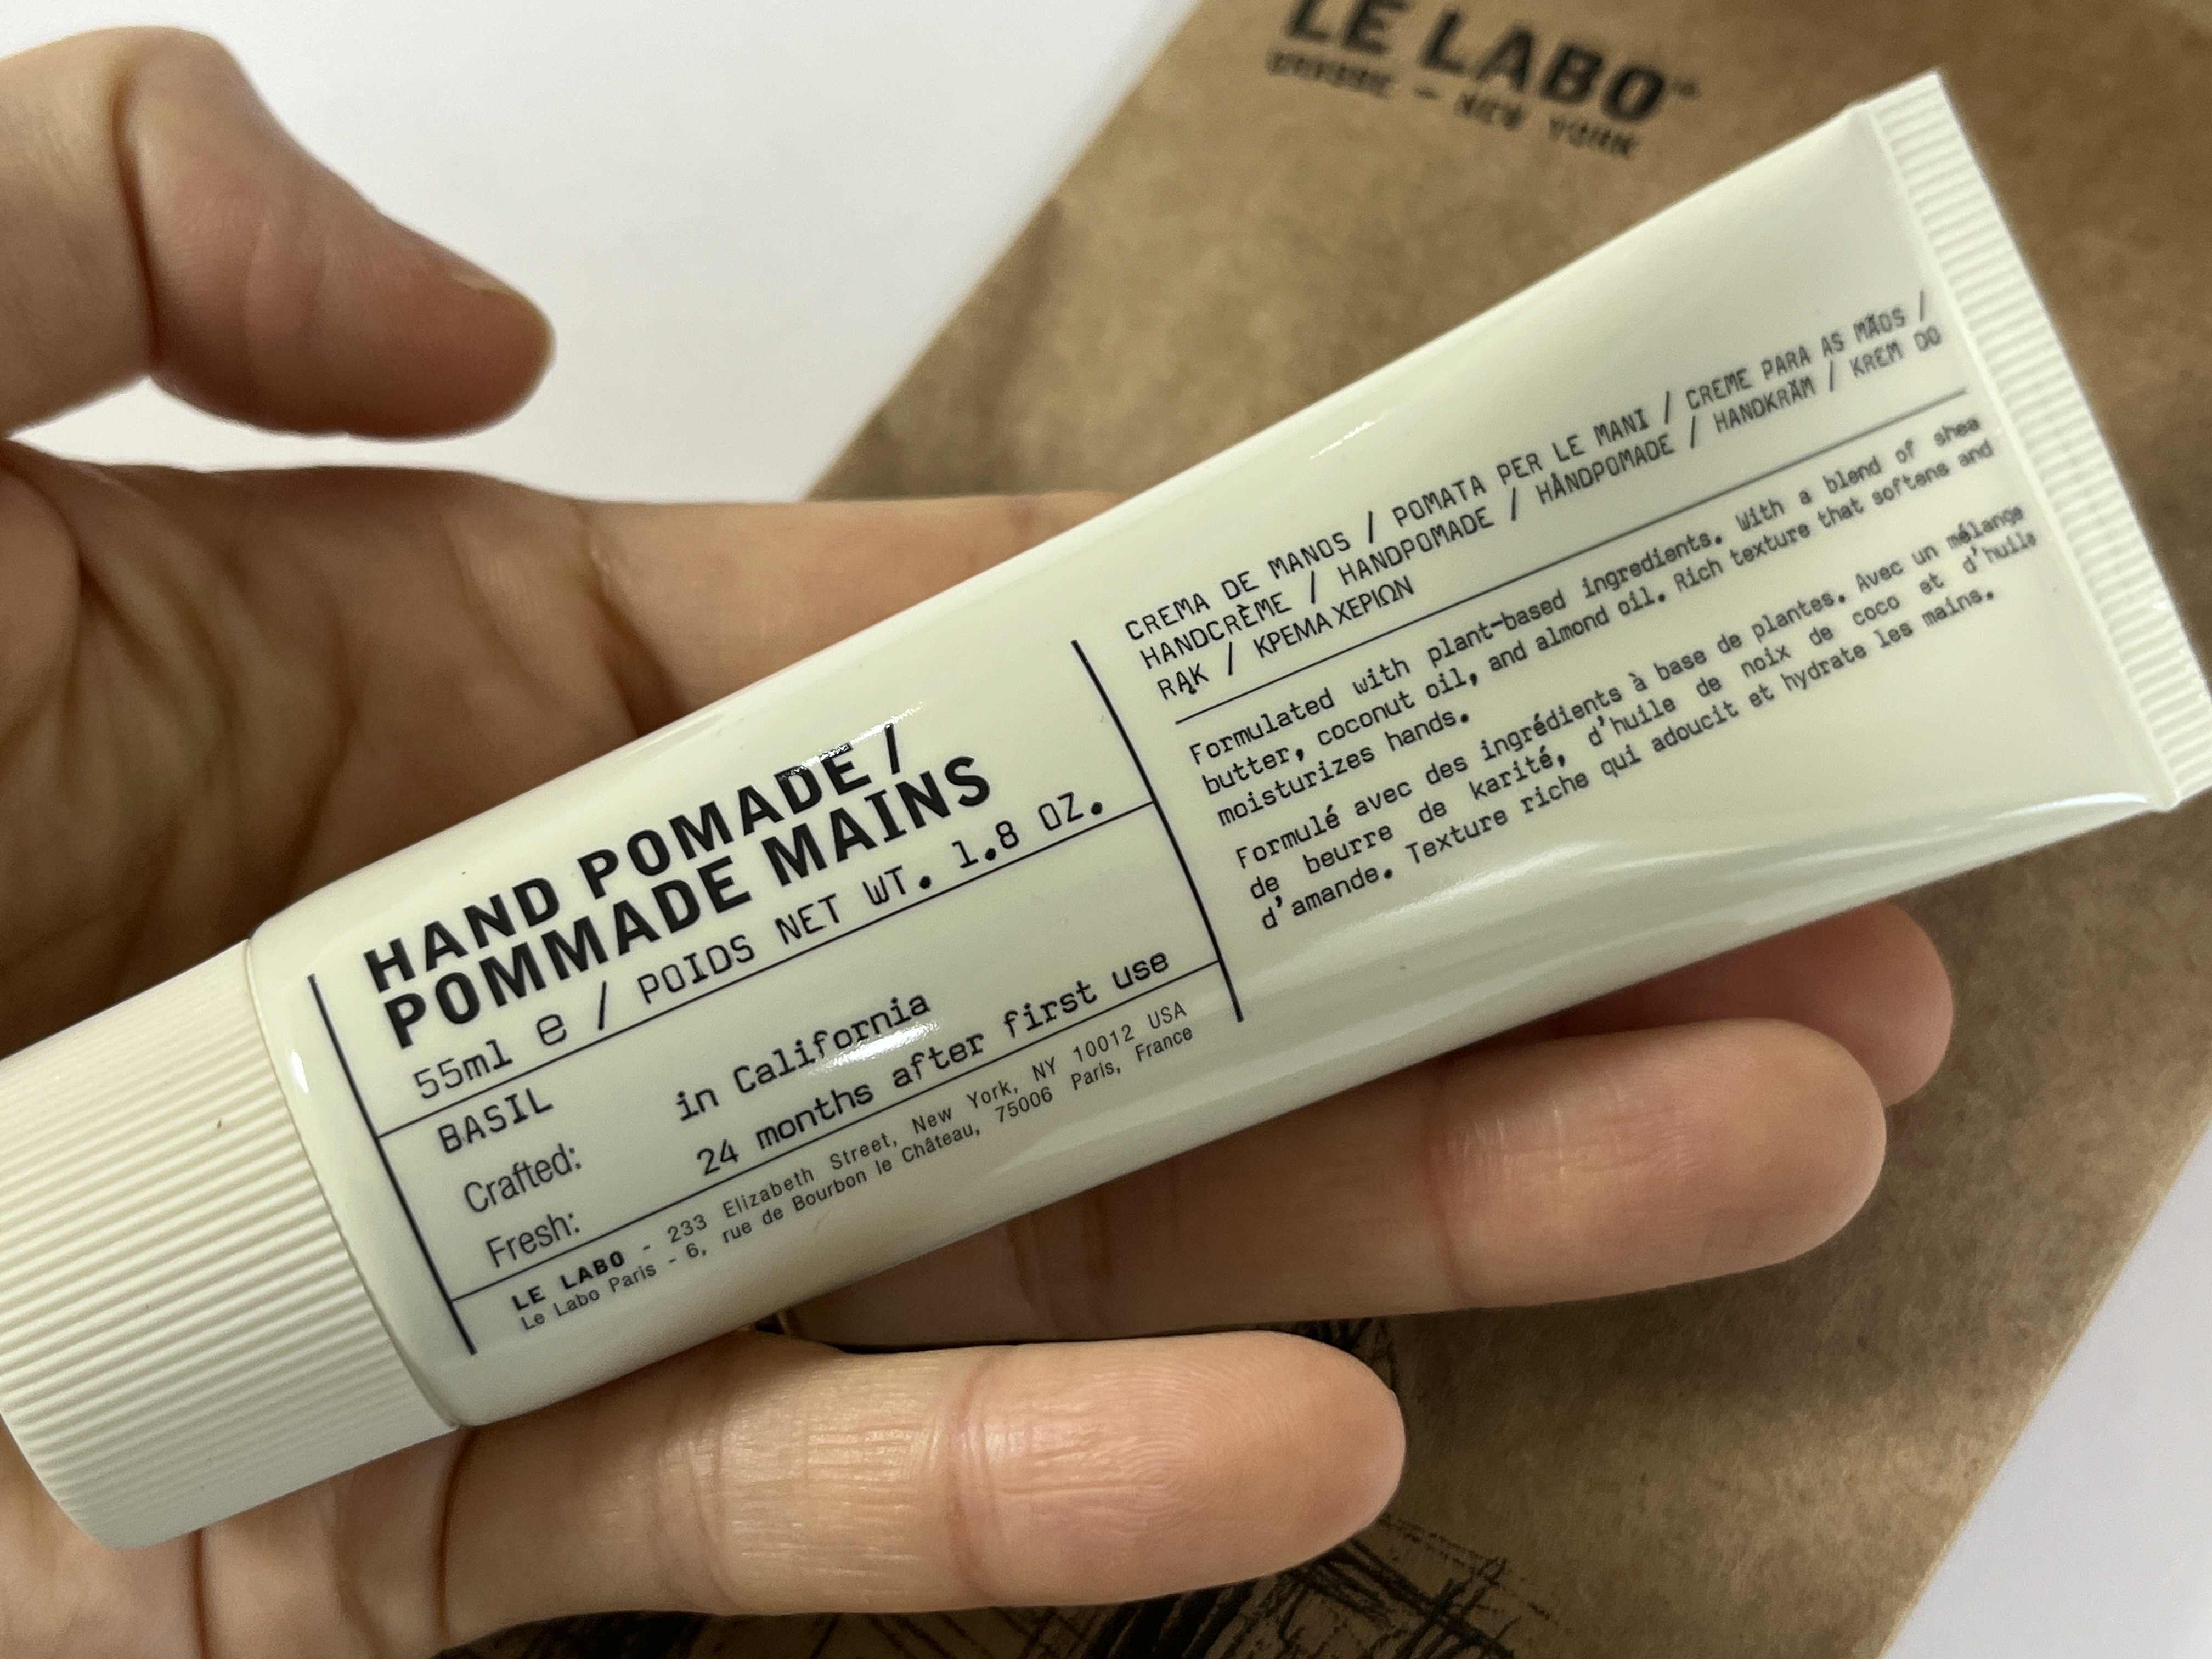 LE LABO
GRASSE — NEW YORK
HAND POMADE /
POMMADE MAINS
55ml e / POIDS NET WT. 1.8 OZ.
BASIL
Crafted: in California
Fresh: 24 months after first use
LE LABO - 233 Elizabeth Street, New York, NY 10012 USA
Le Labo Paris - 6, rue de Bourbon le Château, 75006 Paris, France
CREMA DE MANOS / POMATA PER LE MANI / CREME PARA AS MÃOS /
HANDCRÈME / HANDPOMADE / HÅNDPOMADE / HANDKRÄM / KREM DO
RĄK / ΚΡΕΜΑ ΧΕΡΙΩΝ
Formulated with plant-based ingredients. With a blend of shea
butter, coconut oil, and almond oil. Rich texture that softens and
moisturizes hands.
Formulé avec des ingrédients à base de plantes. Avec un mélange
de beurre de karité, d'huile de noix de coco et d'huile
d'amande. Texture riche qui adoucit et hydrate les mains.